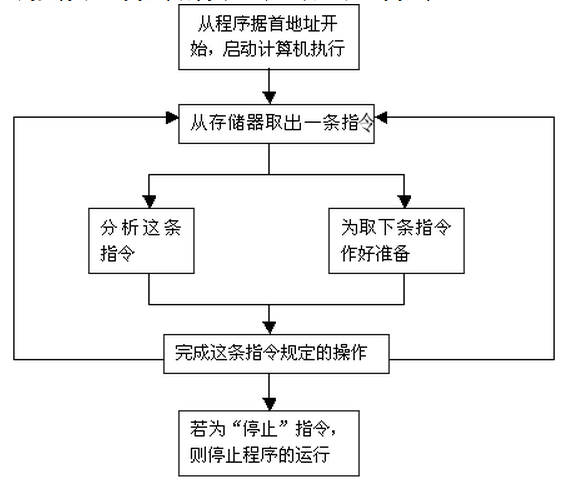 从程序据首地址开
始，启动计算机执行
从存储器取出一条指令
分析这条
指令
为取下条指令
作好准备
完成这条指令规定的操作
若为“停止”指令，
则停止程序的运行